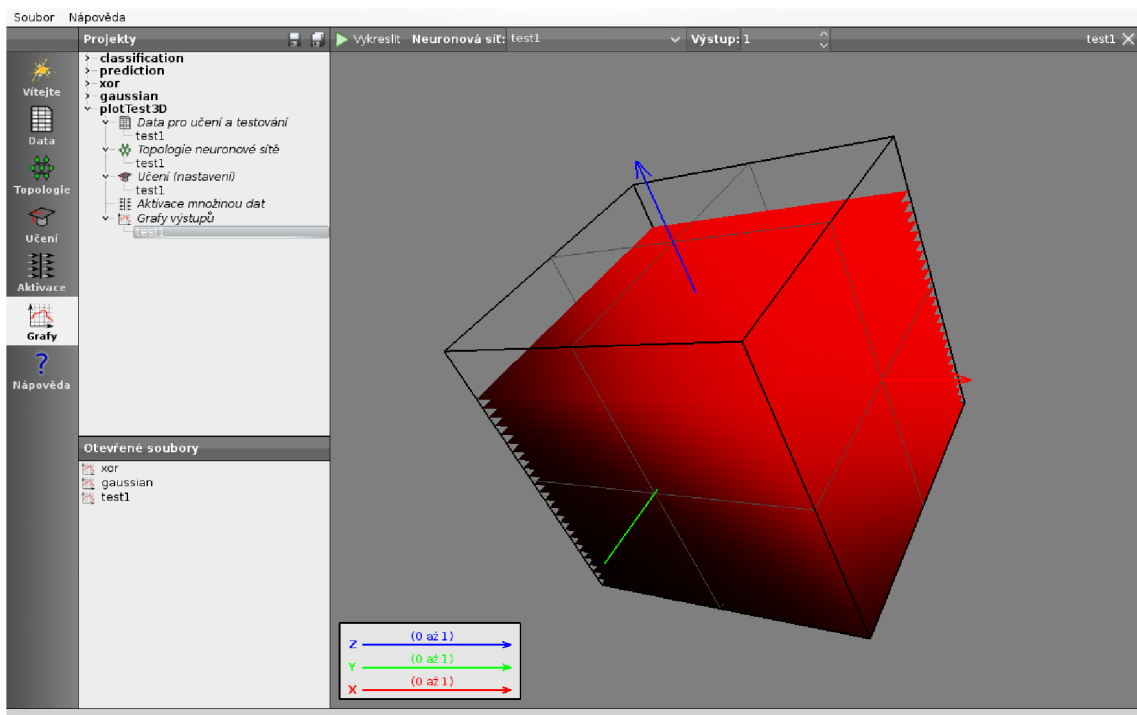 Soubor Nápověda
Projekty
Vykreslit Neuronová síť: test1 Výstup: 1 test1
Vítejte
Data
Topologie
Učení
Aktivace
Grafy
Nápověda
classification
prediction
xor
gaussian
plotTest3D
Data pro učení a testování
test1
Topologie neuronové sítě
test1
Učení (nastavení)
test1
Aktivace množinou dat
Grafy výstupů
test1
Otevřené soubory
xor
gaussian
test1
Z (0 až 1)
Y (0 až 1)
X (0 až 1)